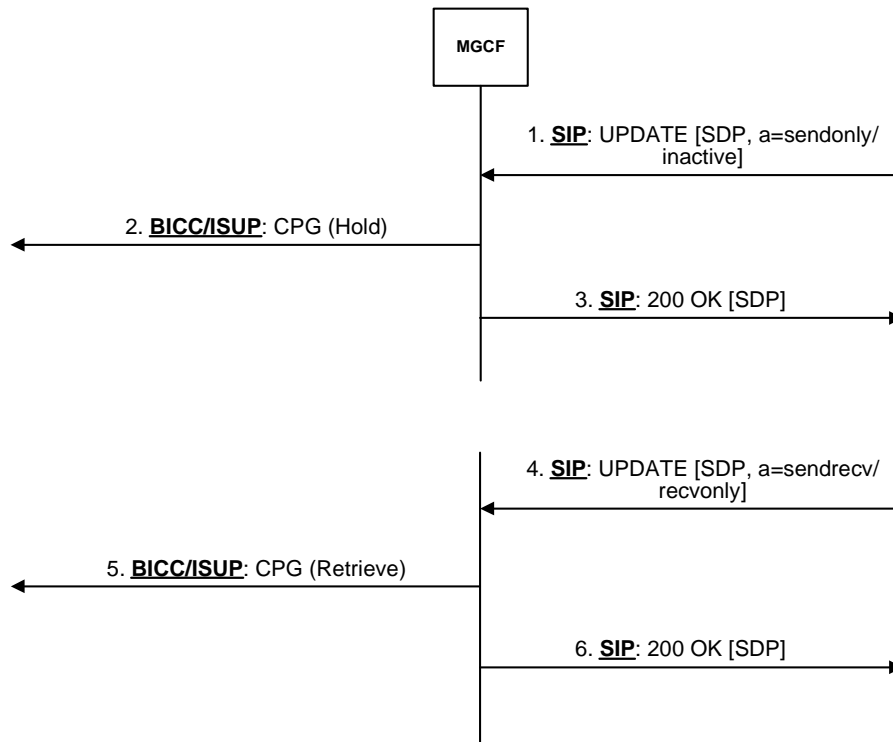 MGCF
1. SIP: UPDATE [SDP, a=sendonly/
inactive]
2. BICC/ISUP: CPG (Hold)
3. SIP: 200 OK [SDP]
4. SIP: UPDATE [SDP, a=sendrecv/
recvonly]
5. BICC/ISUP: CPG (Retrieve)
6. SIP: 200 OK [SDP]